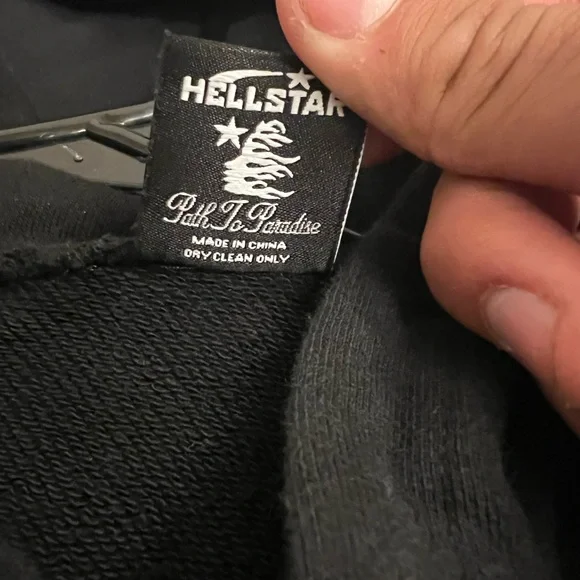 HELLSTAR
Path To Paradise
MADE IN CHINA
DRY CLEAN ONLY